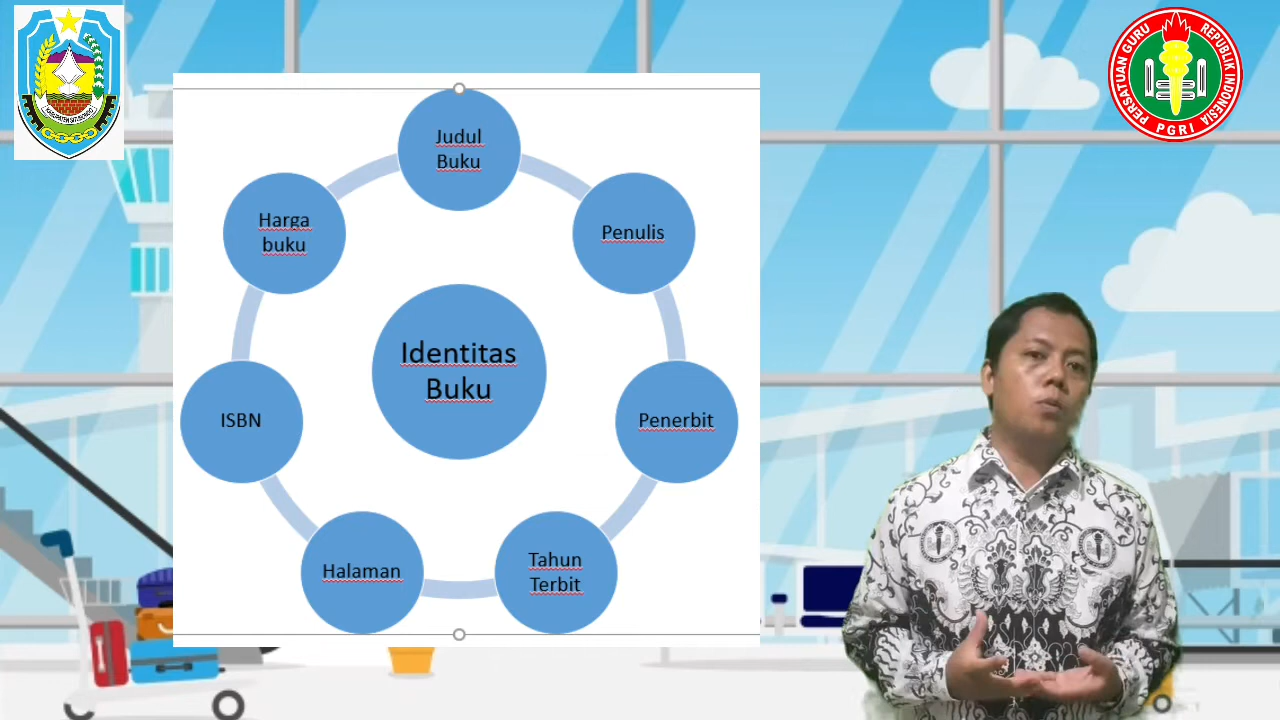 PERSATUAN GURU REPUBLIK INDONESIA
PGRI
Judul
Buku
Harga
buku
Penulis
Identitas
Buku
ISBN
Penerbit
Halaman
Tahun
Terbit